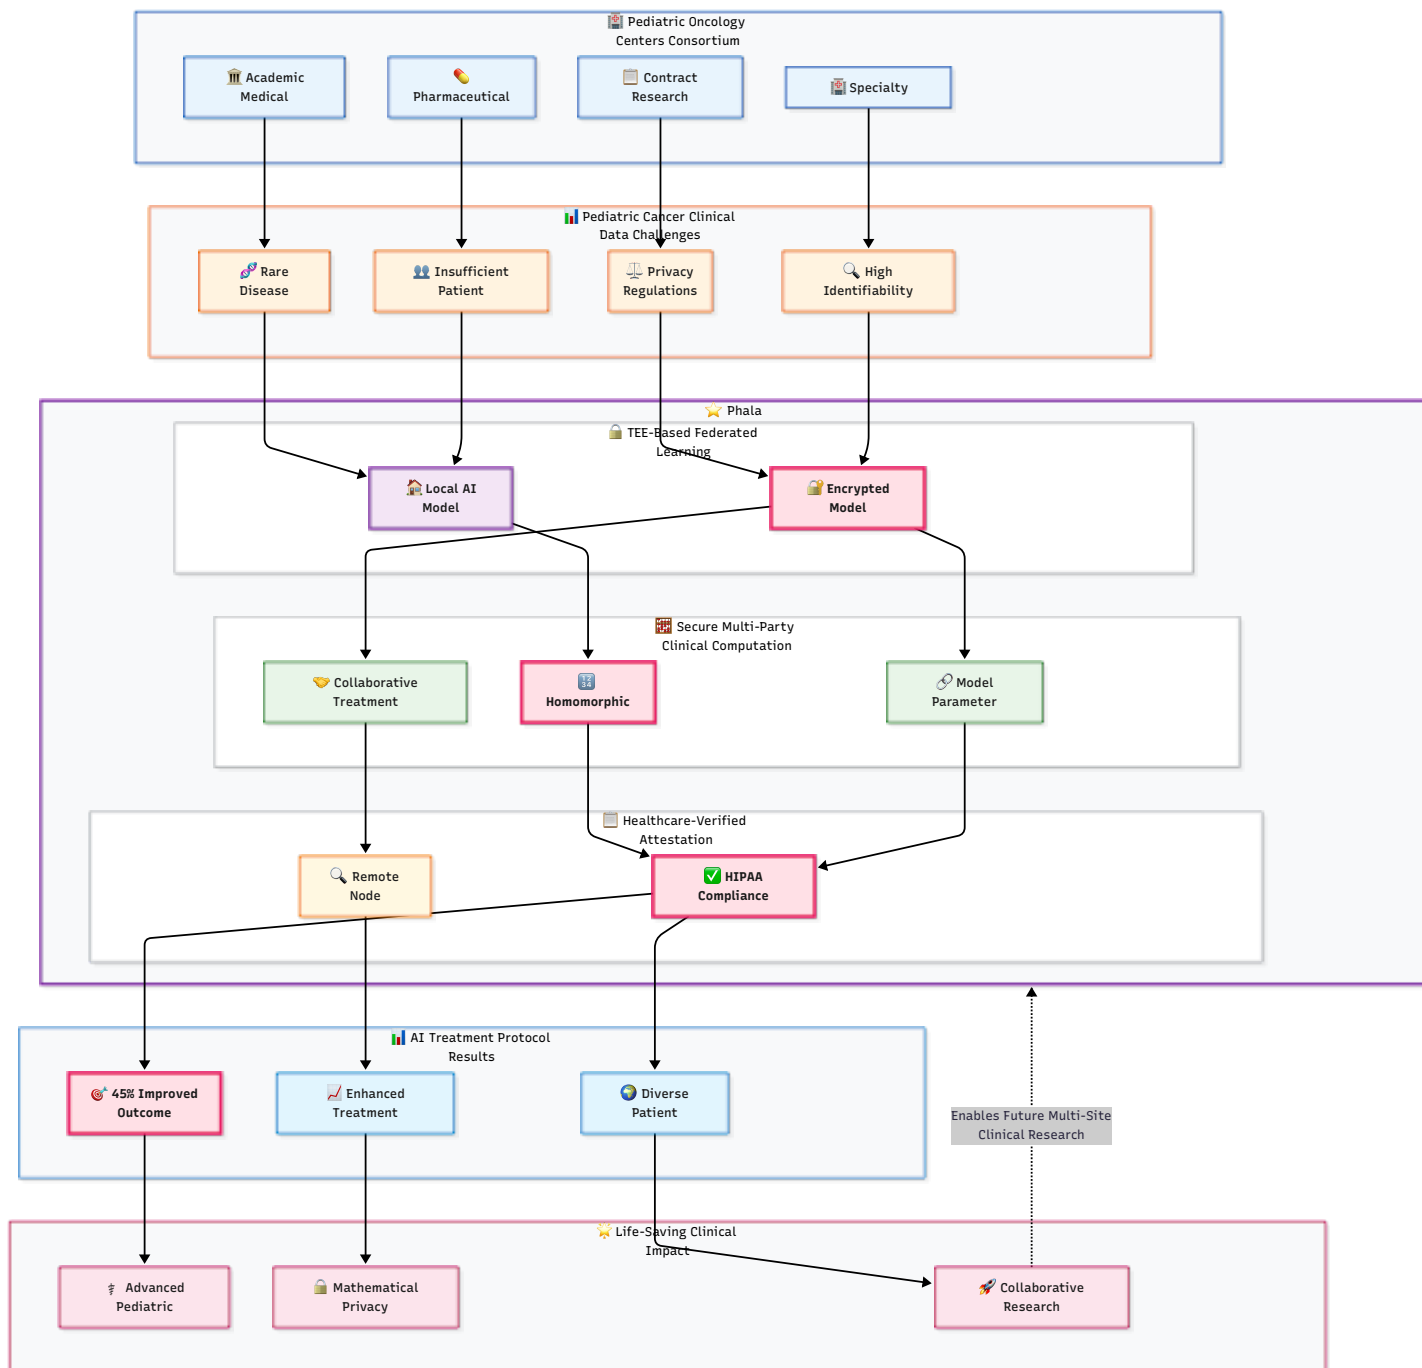 Pediatric Oncology
Centers Consortium
Academic
Medical
Pharmaceutical
Contract
Research
Specialty
Pediatric Cancer Clinical
Data Challenges
Rare
Disease
Insufficient
Patient
Privacy
Regulations
High
Identifiability
Phala
TEE-Based Federated
Learning
Local AI
Model
Encrypted
Model
Secure Multi-Party
Clinical Computation
Collaborative
Treatment
Homomorphic
Model
Parameter
Healthcare-Verified
Attestation
Remote
Node
HIPAA
Compliance
AI Treatment Protocol
Results
45% Improved
Outcome
Enhanced
Treatment
Diverse
Patient
Enables Future Multi-Site
Clinical Research
Life-Saving Clinical
Impact
Advanced
Pediatric
Mathematical
Privacy
Collaborative
Research